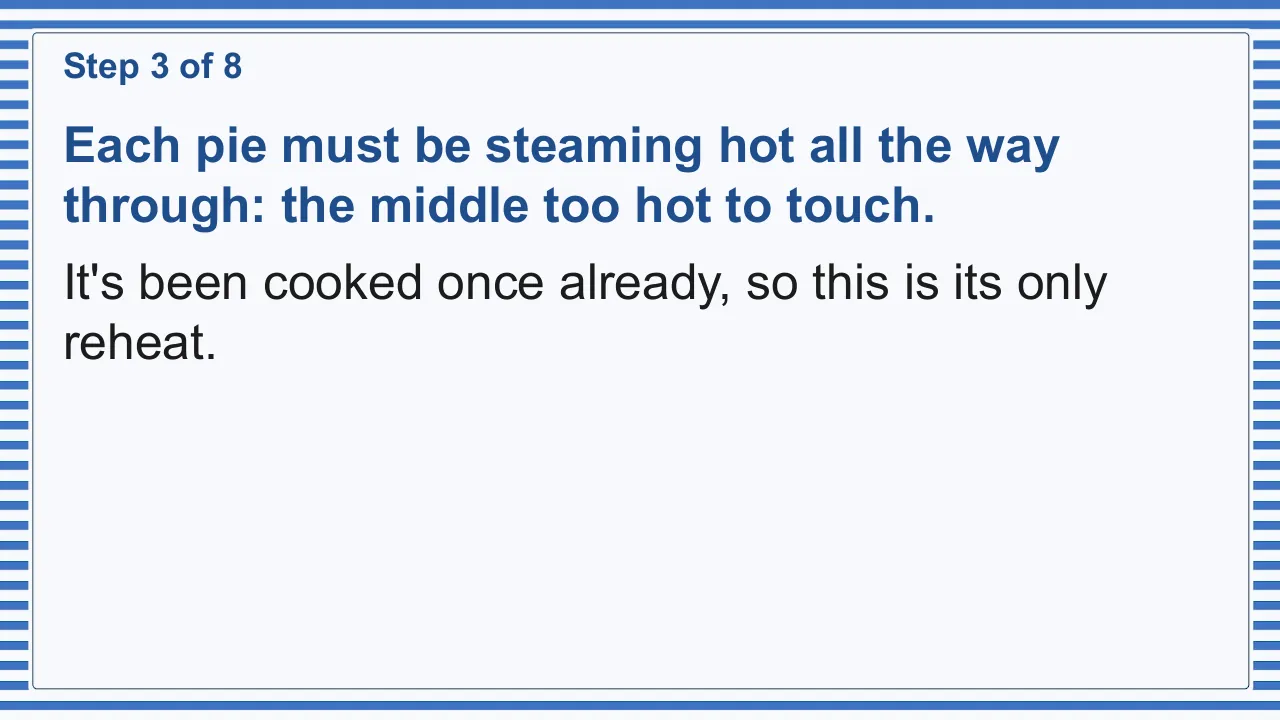 Step 3 of 8
Each pie must be steaming hot all the way
through: the middle too hot to touch.
It's been cooked once already, so this is its only
reheat.